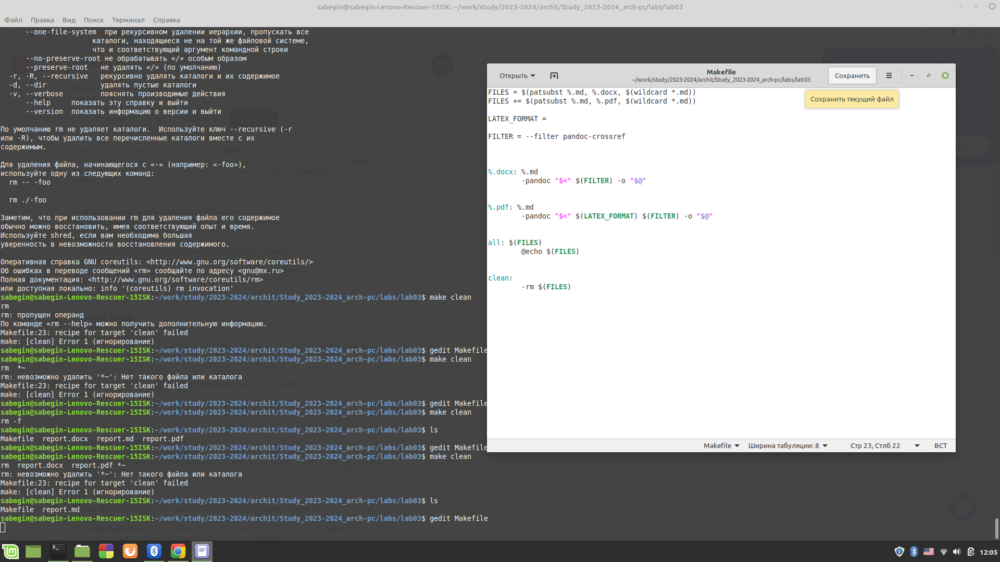 sabegin@sabegin-Lenovo-Rescuer-15ISK: ~/work/study/2023-2024/archit/Study_2023-2024_arch-pc/labs/lab03
Файл Правка Вид Поиск Терминал Справка
--one-file-system при рекурсивном удалении иерархии, пропускать все
каталоги, находящиеся не на той же файловой системе,
что и соответствующий аргумент командной строки
--no-preserve-root не обрабатывать «/» особым образом
--preserve-root не удалять «/» (по умолчанию)
-r, -R, --recursive рекурсивно удалять каталоги и их содержимое
-d, --dir удалять пустые каталоги
-v, --verbose пояснять производимые действия
--help показать эту справку и выйти
--version показать информацию о версии и выйти
По умолчанию rm не удаляет каталоги. Используйте ключ --recursive (-r
или -R), чтобы удалить все перечисленные каталоги вместе с их
содержимым.
Для удаления файла, начинающегося с «-» (например: «-foo»),
используйте одну из следующих команд:
rm -- -foo
rm ./-foo
Заметим, что при использовании rm для удаления файла его содержимое
обычно можно восстановить, имея соответствующий опыт и время.
Используйте shred, если вам необходима большая
уверенность в невозможности восстановления содержимого.
Оперативная справка GNU coreutils: <http://www.gnu.org/software/coreutils/>
Об ошибках в переводе сообщений «rm» сообщайте по адресу <gnu@mx.ru>
Полная документация: <http://www.gnu.org/software/coreutils/rm>
или доступная локально: info '(coreutils) rm invocation'
sabegin@sabegin-Lenovo-Rescuer-15ISK:~/work/study/2023-2024/archit/Study_2023-2024_arch-pc/labs/lab03$ make clean
rm
rm: пропущен операнд
По команде «rm --help» можно получить дополнительную информацию.
Makefile:23: recipe for target 'clean' failed
make: [clean] Error 1 (игнорирование)
sabegin@sabegin-Lenovo-Rescuer-15ISK:~/work/study/2023-2024/archit/Study_2023-2024_arch-pc/labs/lab03$ gedit Makefile
sabegin@sabegin-Lenovo-Rescuer-15ISK:~/work/study/2023-2024/archit/Study_2023-2024_arch-pc/labs/lab03$ make clean
rm *~
rm: невозможно удалить '*~': Нет такого файла или каталога
Makefile:23: recipe for target 'clean' failed
make: [clean] Error 1 (игнорирование)
sabegin@sabegin-Lenovo-Rescuer-15ISK:~/work/study/2023-2024/archit/Study_2023-2024_arch-pc/labs/lab03$ gedit Makefile
sabegin@sabegin-Lenovo-Rescuer-15ISK:~/work/study/2023-2024/archit/Study_2023-2024_arch-pc/labs/lab03$ make clean
rm -f
sabegin@sabegin-Lenovo-Rescuer-15ISK:~/work/study/2023-2024/archit/Study_2023-2024_arch-pc/labs/lab03$ ls
Makefile report.docx report.md report.pdf
sabegin@sabegin-Lenovo-Rescuer-15ISK:~/work/study/2023-2024/archit/Study_2023-2024_arch-pc/labs/lab03$ gedit Makefile
sabegin@sabegin-Lenovo-Rescuer-15ISK:~/work/study/2023-2024/archit/Study_2023-2024_arch-pc/labs/lab03$ make clean
rm report.docx report.pdf *~
rm: невозможно удалить '*~': Нет такого файла или каталога
Makefile:23: recipe for target 'clean' failed
make: [clean] Error 1 (игнорирование)
sabegin@sabegin-Lenovo-Rescuer-15ISK:~/work/study/2023-2024/archit/Study_2023-2024_arch-pc/labs/lab03$ ls
Makefile report.md
sabegin@sabegin-Lenovo-Rescuer-15ISK:~/work/study/2023-2024/archit/Study_2023-2024_arch-pc/labs/lab03$ gedit Makefile
Открыть
Makefile
~/work/study/2023-2024/archit/Study_2023-2024_arch-pc/labs/lab03
Сохранить
Сохранить текущий файл
FILES = $(patsubst %.md, %.docx, $(wildcard *.md))
FILES += $(patsubst %.md, %.pdf, $(wildcard *.md))
LATEX_FORMAT =
FILTER = --filter pandoc-crossref
%.docx: %.md
-pandoc "$<" $(FILTER) -o "$@"
%.pdf: %.md
-pandoc "$<" $(LATEX_FORMAT) $(FILTER) -o "$@"
all: $(FILES)
@echo $(FILES)
clean:
-rm $(FILES)
Makefile Ширина табуляции: 8 Стр 23, Стлб 22 ВСТ
12:05